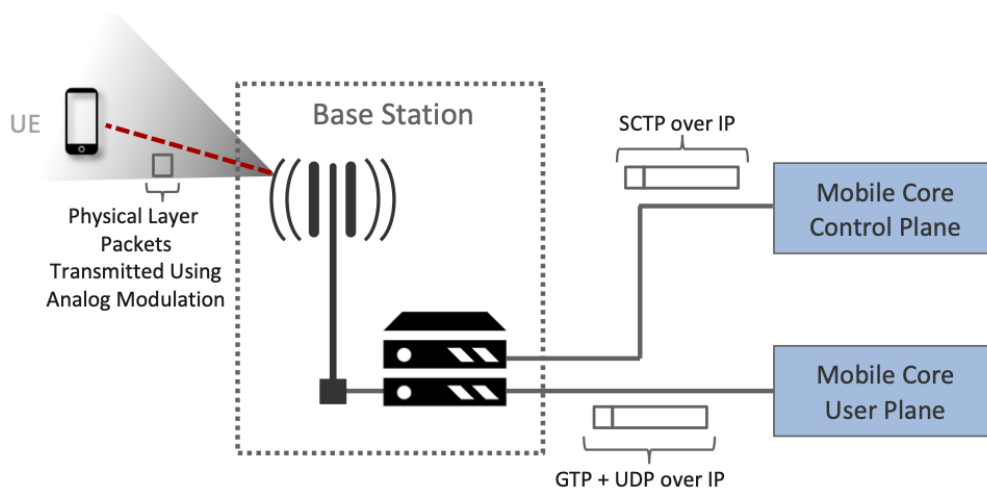 UE
Base Station
SCTP over IP
Mobile Core
Control Plane
Physical Layer
Packets
Transmitted Using
Analog Modulation
Mobile Core
User Plane
GTP + UDP over IP